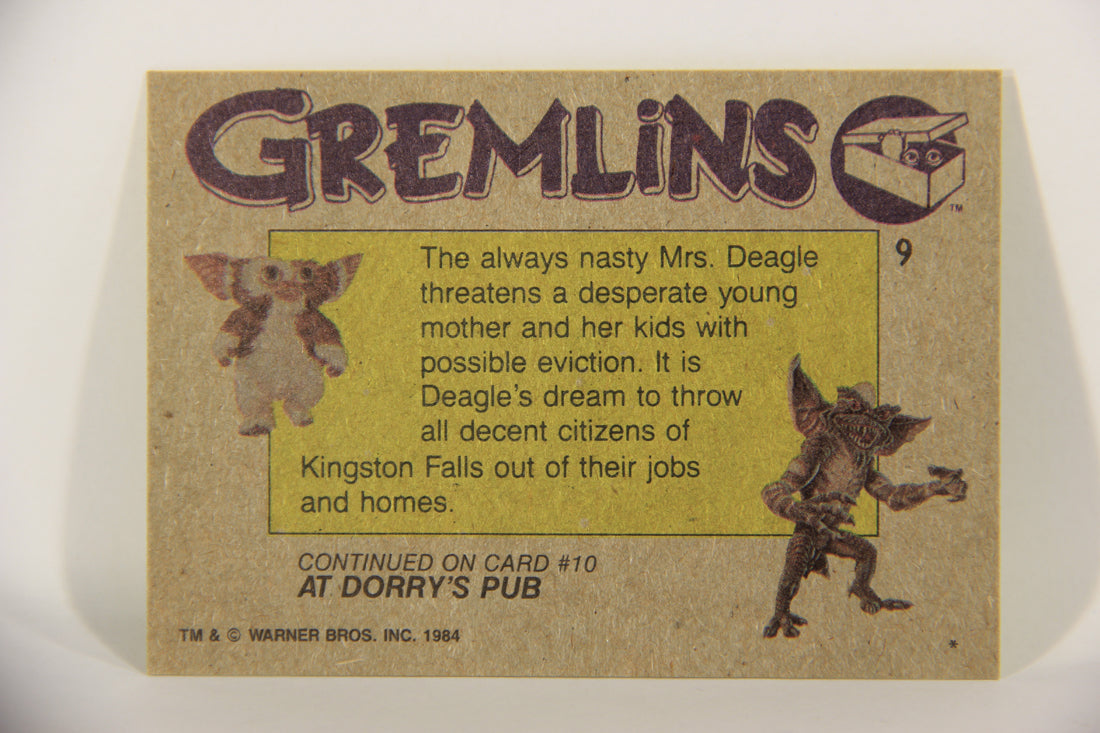 GREMLiNS
TM
9
The always nasty Mrs. Deagle
threatens a desperate young
mother and her kids with
possible eviction. It is
Deagle's dream to throw
all decent citizens of
Kingston Falls out of their jobs
and homes.
CONTINUED ON CARD #10
AT DORRY'S PUB
TM & © WARNER BROS. INC. 1984
*